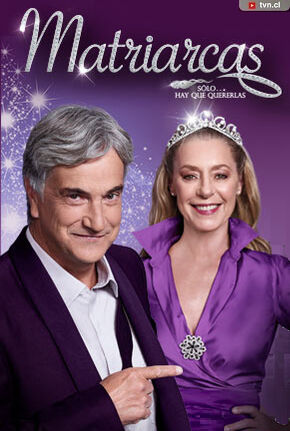 tvn.cl
Matriarcas
SÓLO...
HAY QUE QUERERLAS